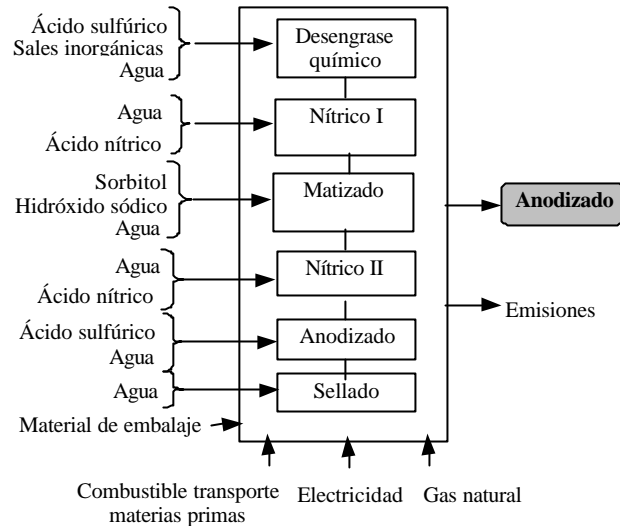 Ácido sulfúrico
Sales inorgánicas
Agua
Desengrase
químico
Agua
Ácido nítrico
Nítrico I
Sorbitol
Hidróxido sódico
Agua
Matizado
Anodizado
Agua
Ácido nítrico
Nítrico II
Emisiones
Ácido sulfúrico
Agua
Anodizado
Agua
Sellado
Material de embalaje
Combustible transporte
materias primas
Electricidad
Gas natural